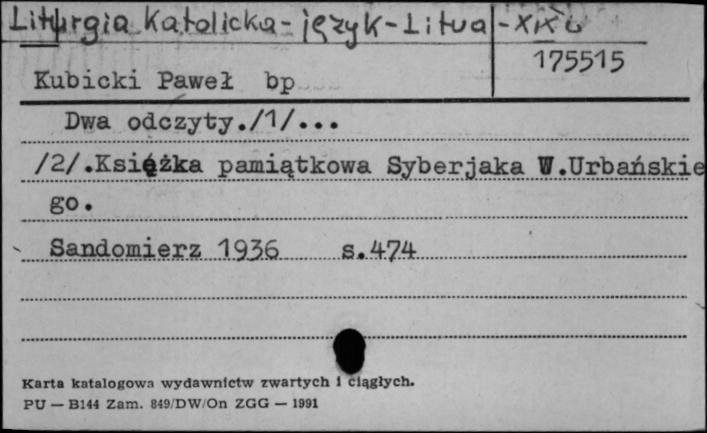 Liturgia Katolicka - język - Litwa - XIX w
175515
Kubicki Paweł bp
Dwa odczyty./1/...
/2/.Książka pamiątkowa Syberjaka W.Urbańskie
go.
Sandomierz 1936 s.474
Karta katalogowa wydawnictw zwartych i ciągłych.
PU — B144 Zam. 849/DW/On ZGG — 1991